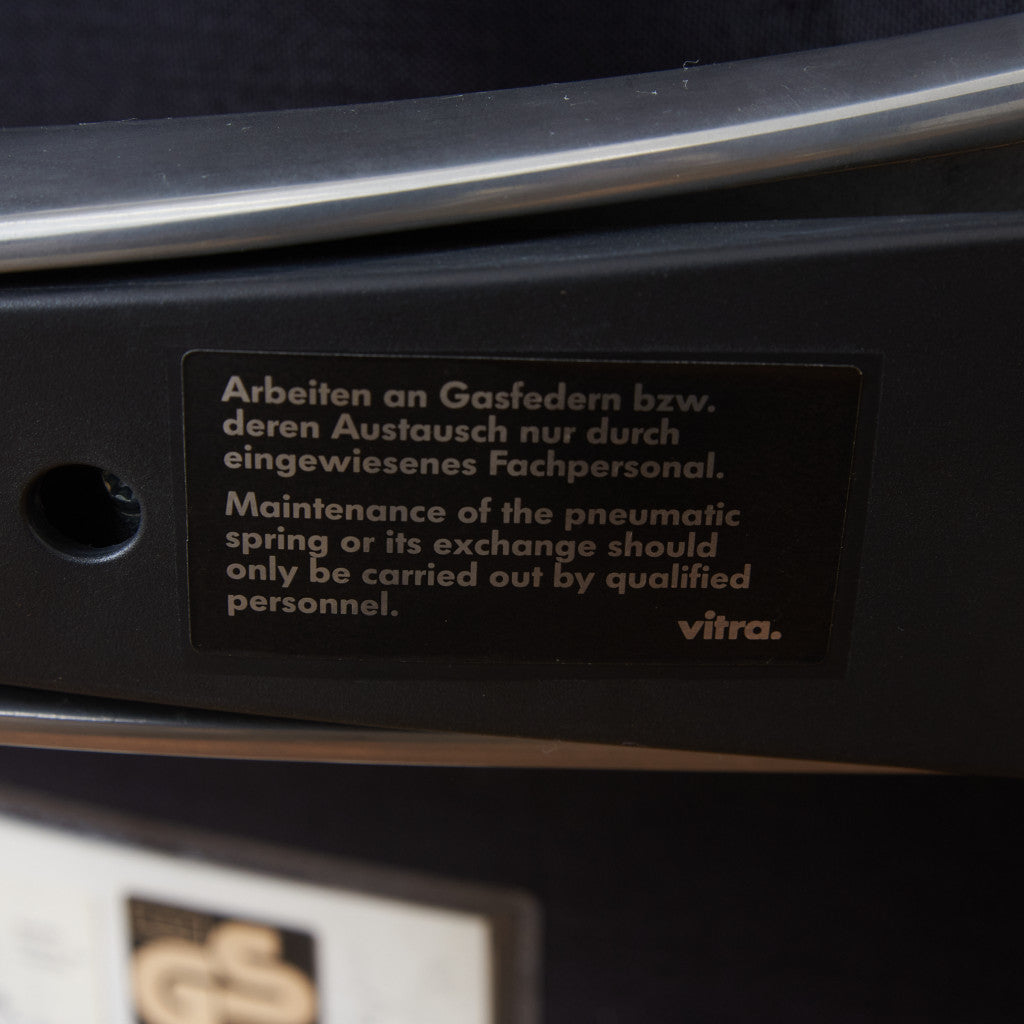 Arbeiten an Gasfedern bzw.
deren Austausch nur durch
eingewiesenes Fachpersonal.
Maintenance of the pneumatic
spring or its exchange should
only be carried out by qualified
personnel.
vitra.
GS